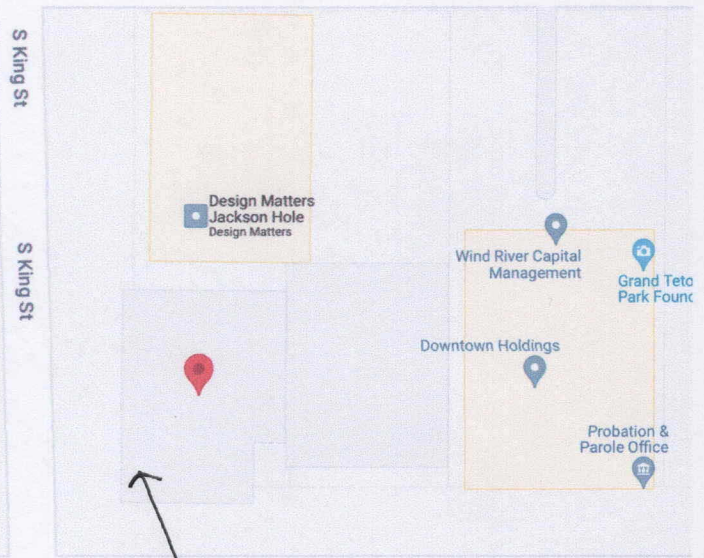 S King St
S King St
Design Matters
Jackson Hole
Design Matters
Wind River Capital
Management
Grand Teto
Park Founc
Downtown Holdings
Probation &
Parole Office